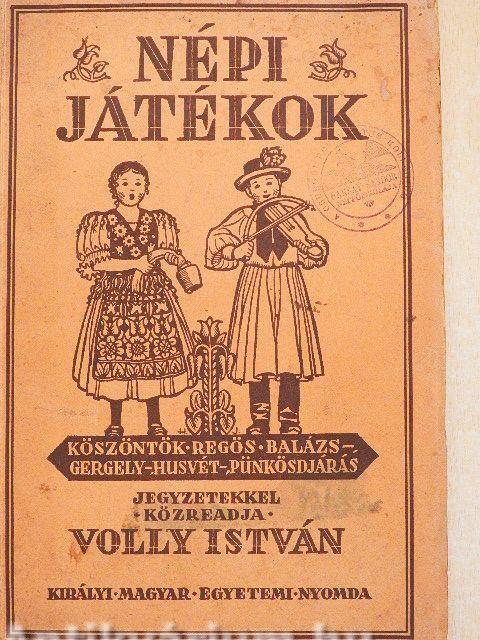 NÉPI
JÁTÉKOK
KÖSZÖNTŐK·REGÖS·BALÁZS–
GERGELY–HUSVÉT–,PÜNKÖSDJÁRÁS
JEGYZETEKKEL
·KÖZREADJA·
VOLLY ISTVÁN
KIRÁLYI·MAGYAR·EGYETEMI·NYOMDA